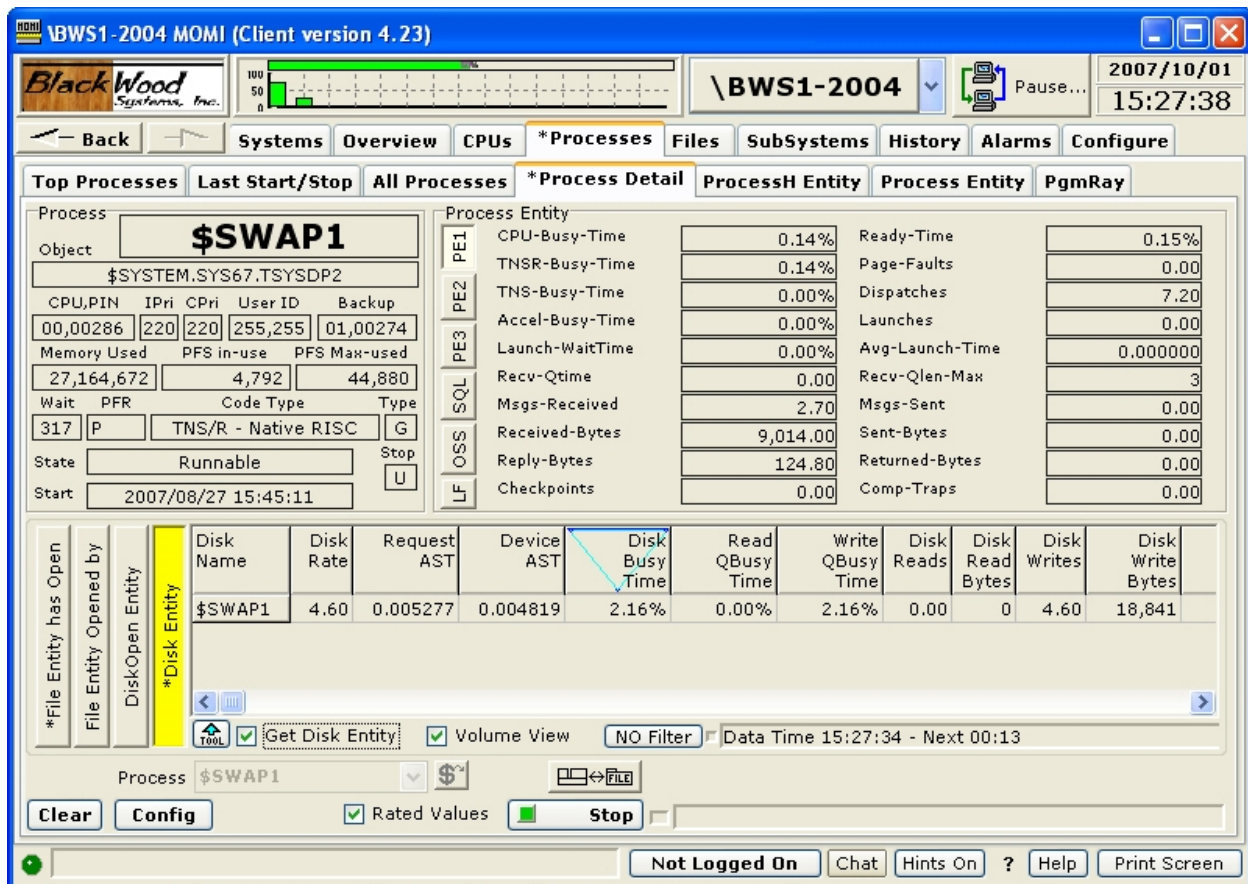 \BWS1-2004 MOMI (Client version 4.23)
BlackWood Systems, Inc.
100
50
0
\BWS1-2004
Pause...
2007/10/01
15:27:38
Back
Systems Overview CPUs *Processes Files SubSystems History Alarms Configure
Top Processes Last Start/Stop All Processes *Process Detail ProcessH Entity Process Entity PgmRay
Process
Object $SWAP1
$SYSTEM.SYS67.TSYSDP2
CPU,PIN IPri CPri User ID Backup
00,00286 220 220 255,255 01,00274
Memory Used PFS in-use PFS Max-used
27,164,672 4,792 44,880
Wait PFR Code Type Type
317 P TNS/R - Native RISC G
State Runnable Stop U
Start 2007/08/27 15:45:11
Process Entity
PE1
PE2
PE3
SQL
OSS
LF
CPU-Busy-Time 0.14% Ready-Time 0.15%
TNSR-Busy-Time 0.14% Page-Faults 0.00
TNS-Busy-Time 0.00% Dispatches 7.20
Accel-Busy-Time 0.00% Launches 0.00
Launch-WaitTime 0.00% Avg-Launch-Time 0.000000
Recv-Qtime 0.00 Recv-Qlen-Max 3
Msgs-Received 2.70 Msgs-Sent 0.00
Received-Bytes 9,014.00 Sent-Bytes 0.00
Reply-Bytes 124.80 Returned-Bytes 0.00
Checkpoints 0.00 Comp-Traps 0.00
*File Entity has Open
File Entity Opened by
DiskOpen Entity
*Disk Entity
Disk Disk Request Device Disk Read Write Disk Disk Disk Disk
Name Rate AST AST Busy QBusy QBusy Reads Read Writes Write
Time Time Time Bytes Bytes
$SWAP1 4.60 0.005277 0.004819 2.16% 0.00% 2.16% 0.00 0 4.60 18,841
TOOL Get Disk Entity Volume View NO Filter Data Time 15:27:34 - Next 00:13
Process $SWAP1 $ FILE
Clear Config Rated Values Stop
Not Logged On Chat Hints On ? Help Print Screen